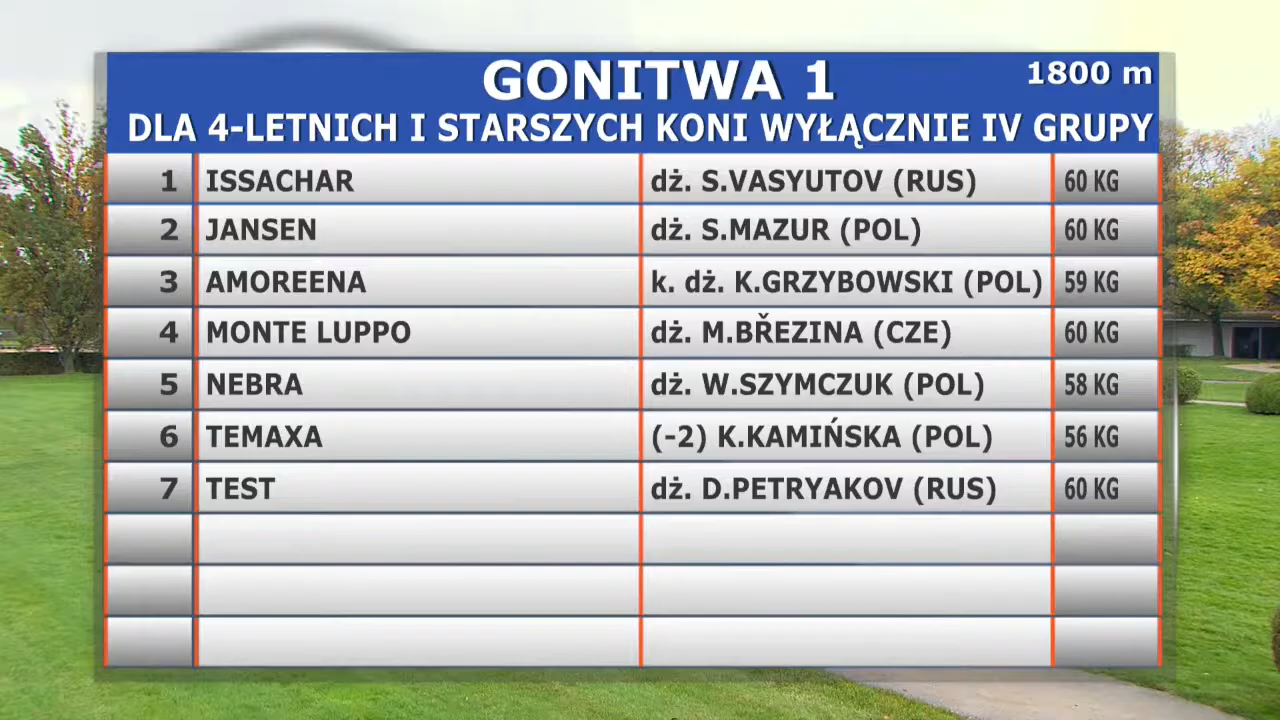 GONITWA 1 1800 m
DLA 4-LETNICH I STARSZYCH KONI WYŁĄCZNIE IV GRUPY
1 ISSACHAR dż. S.VASYUTOV (RUS) 60 KG
2 JANSEN dż. S.MAZUR (POL) 60 KG
3 AMOREENA k. dż. K.GRZYBOWSKI (POL) 59 KG
4 MONTE LUPPO dż. M.BŘEZINA (CZE) 60 KG
5 NEBRA dż. W.SZYMCZUK (POL) 58 KG
6 TEMAXA (-2) K.KAMIŃSKA (POL) 56 KG
7 TEST dż. D.PETRYAKOV (RUS) 60 KG